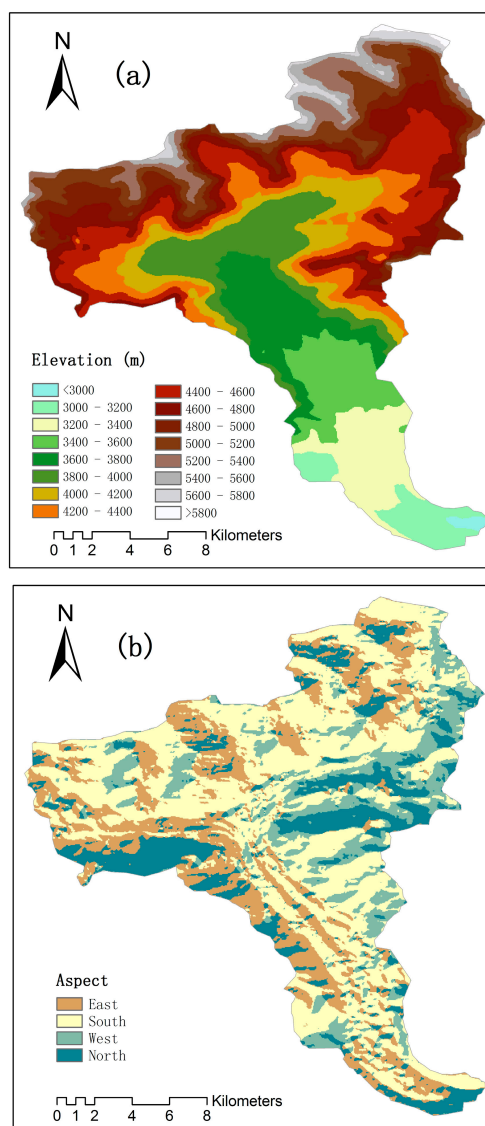 N
(a)
Elevation (m)
<3000
3000 - 3200
3200 - 3400
3400 - 3600
3600 - 3800
3800 - 4000
4000 - 4200
4200 - 4400
4400 - 4600
4600 - 4800
4800 - 5000
5000 - 5200
5200 - 5400
5400 - 5600
5600 - 5800
>5800
Kilometers
0 1 2 4 6 8
N
(b)
Aspect
East
South
West
North
Kilometers
0 1 2 4 6 8